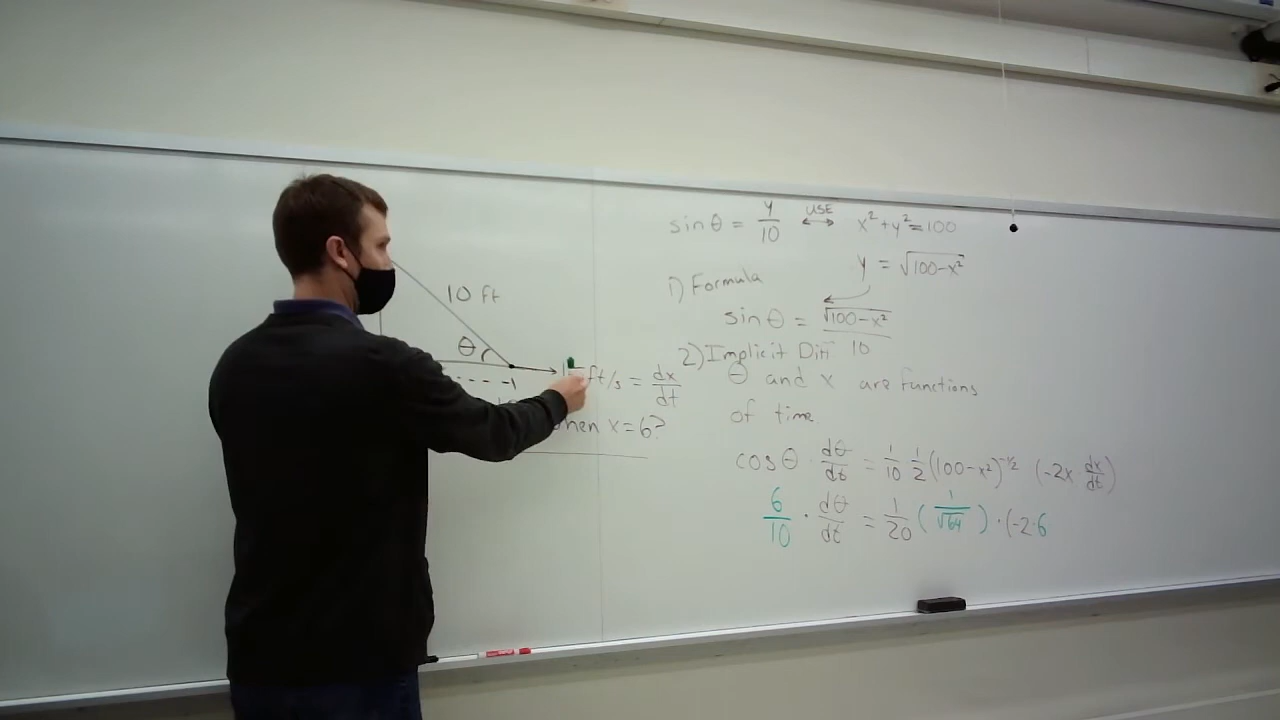 sin θ = y/10 ↔ USE x² + y² = 100
y = √(100-x²)
1) Formula
sin θ = √(100-x²)/10
2) Implicit Diff
θ and x are functions
of time.
cos θ · dθ/dt = 1/10 · 1/2 (100-x²)^(-1/2) (-2x dx/dt)
6/10 · dθ/dt = 1/20 (1/√64) · (-2·6
10 ft
θ
ft/s = dx/dt
when x = 6?